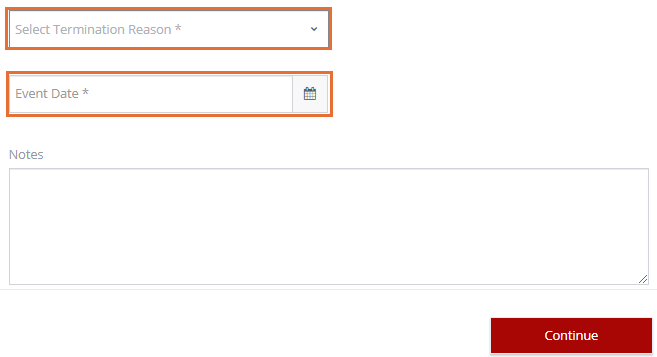 Select Termination Reason *
Event Date *
Notes
Continue